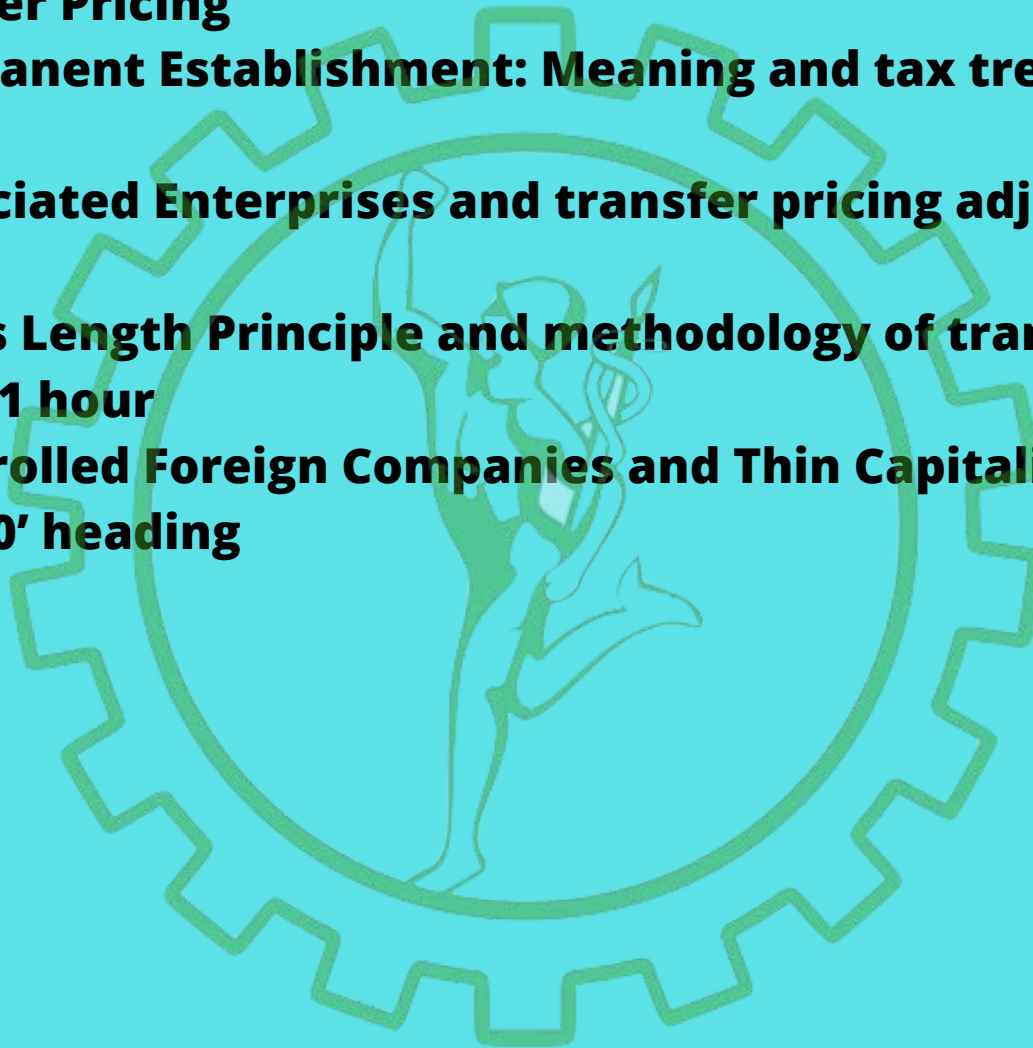 er Pricing
anent Establishment: Meaning and tax tre
ciated Enterprises and transfer pricing adj
s Length Principle and methodology of tran
1 hour
rolled Foreign Companies and Thin Capitali
0’ heading